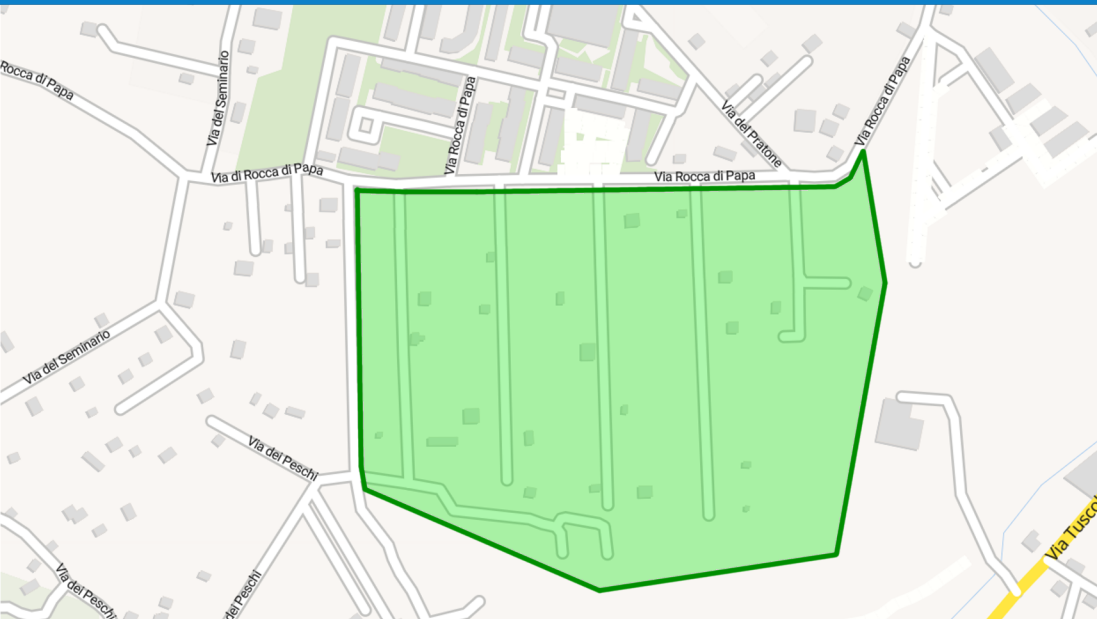 Rocca di Papa
Via del Seminario
Via Rocca di Papa
Via del Pratone
Via Rocca di Papa
Via di Rocca di Papa
Via Rocca di Papa
Via del Seminario
Via dei Peschi
Via dei Peschi
dei Peschi
Via Tusco